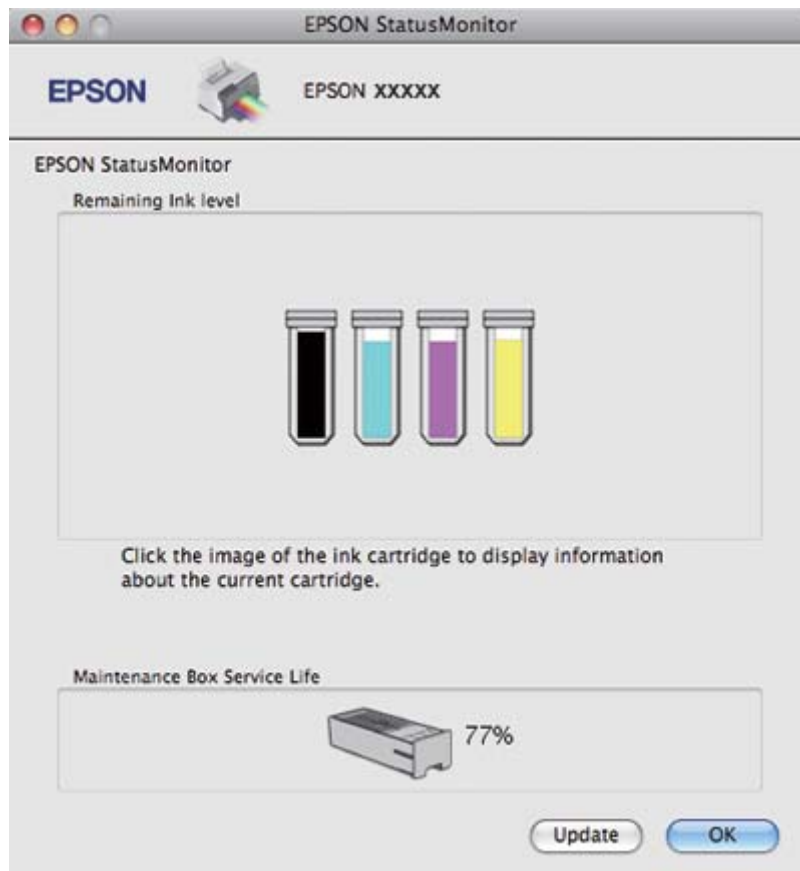 EPSON StatusMonitor
EPSON
EPSON XXXXX
EPSON StatusMonitor
Remaining Ink level
Click the image of the ink cartridge to display information
about the current cartridge.
Maintenance Box Service Life
77%
Update
OK